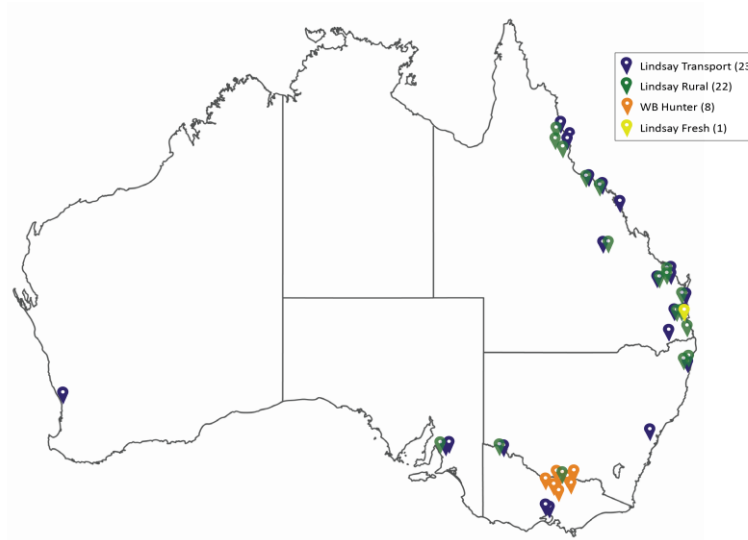 Lindsay Transport (23
Lindsay Rural (22)
WB Hunter (8)
Lindsay Fresh (1)